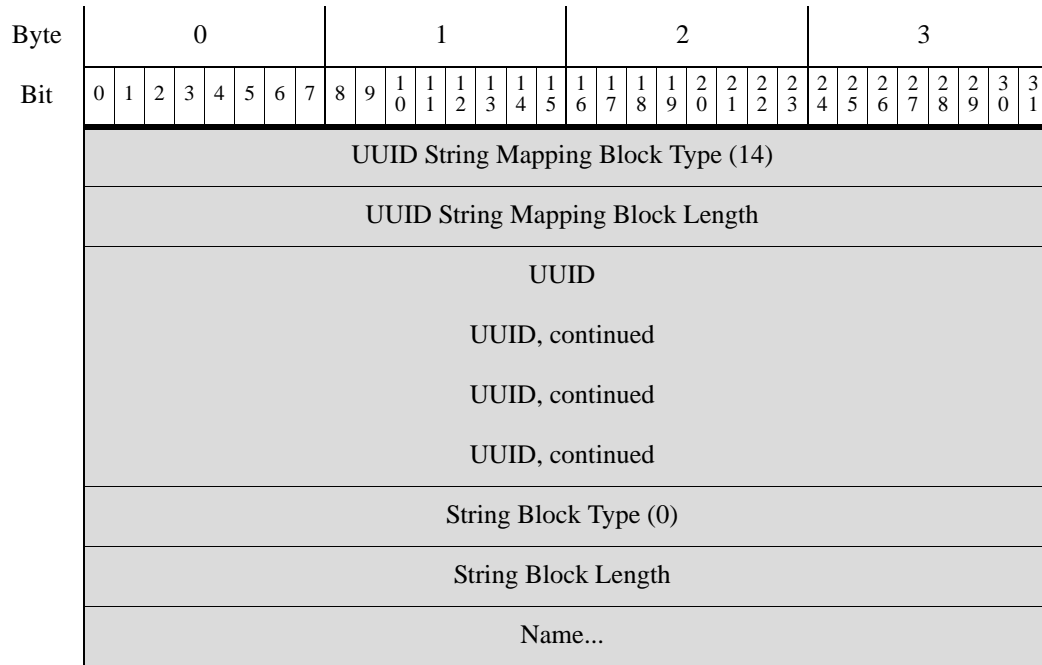 Byte 0 1 2 3
Bit 0 1 2 3 4 5 6 7 8 9 10 11 12 13 14 15 16 17 18 19 20 21 22 23 24 25 26 27 28 29 30 31
UUID String Mapping Block Type (14)
UUID String Mapping Block Length
UUID
UUID, continued
UUID, continued
UUID, continued
String Block Type (0)
String Block Length
Name...